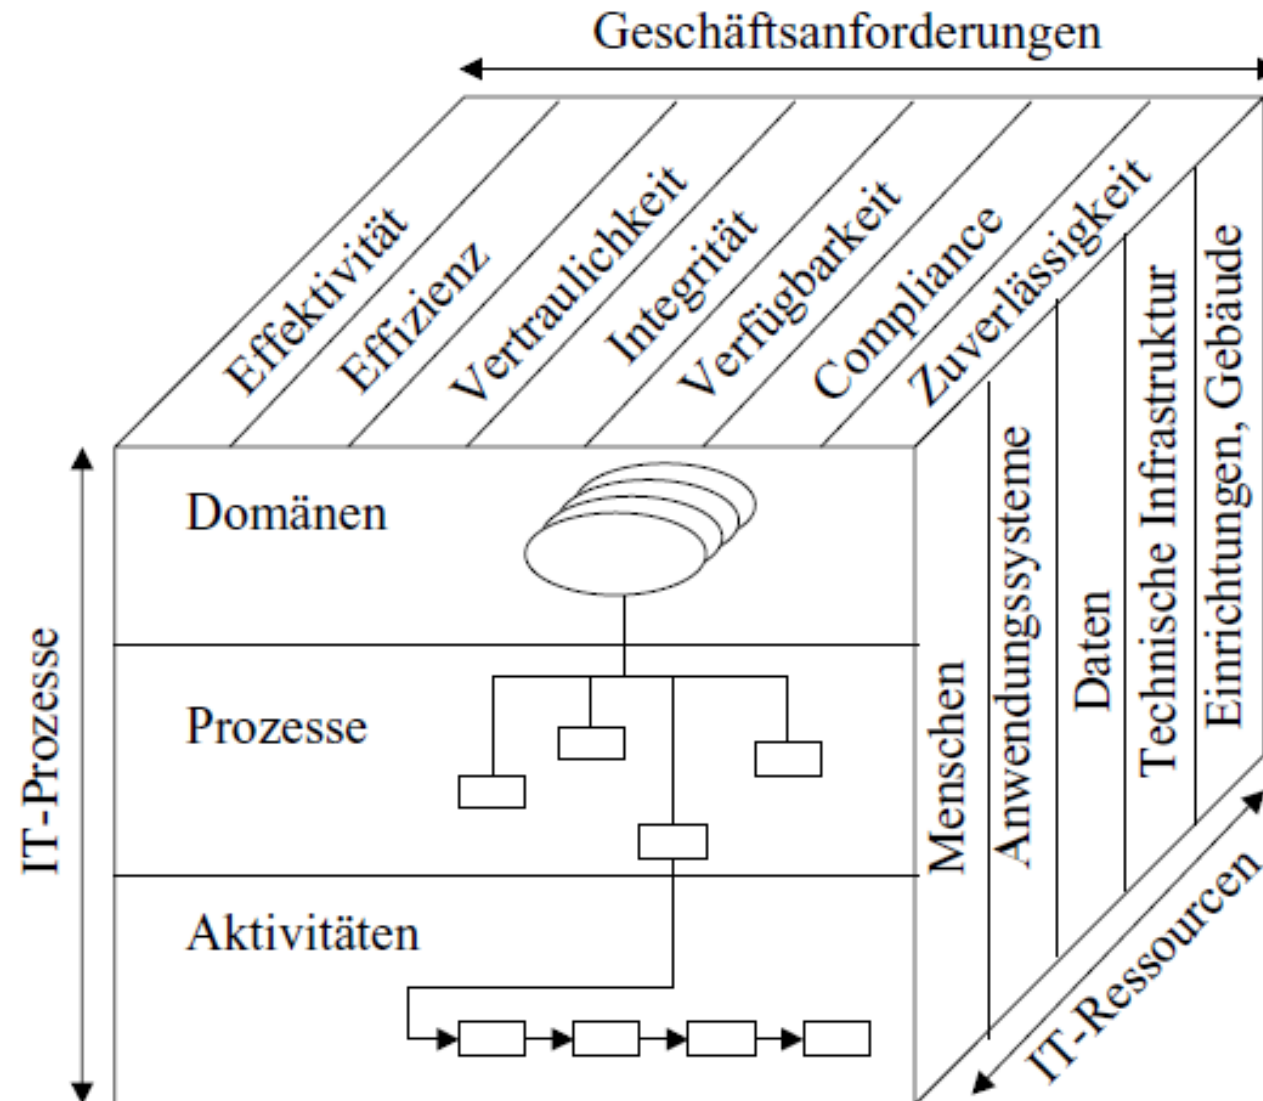 Geschäftsanforderungen
Effektivität
Effizienz
Vertraulichkeit
Integrität
Verfügbarkeit
Compliance
Zuverlässigkeit
IT-Prozesse
Domänen
Prozesse
Aktivitäten
Menschen
Anwendungssysteme
Daten
Technische Infrastruktur
Einrichtungen, Gebäude
IT-Ressourcen